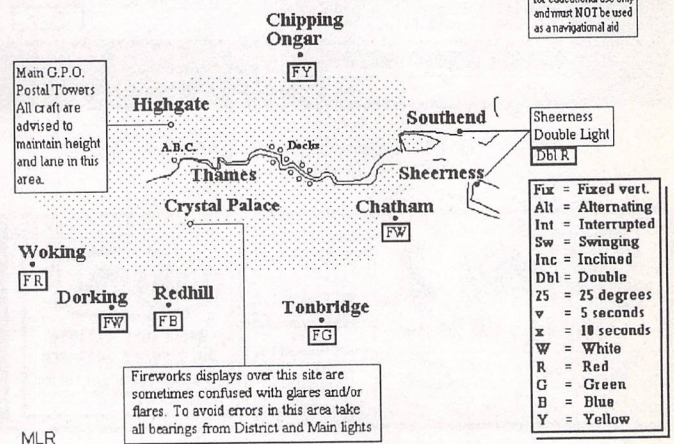 for educational use only
and must NOT be used
as a navigational aid
Chipping
Ongar
FY
Main G.P.O.
Postal Towers
All craft are
advised to
maintain height
and lane in this
area.
Highgate
A.B.C.
Docks
Thames
Crystal Palace
Southend
Sheerness
Sheerness
Double Light
Dbl R
Chatham
FW
Woking
FR
Dorking
FW
Redhill
FB
Tonbridge
FG
Fix = Fixed vert.
Alt = Alternating
Int = Interrupted
Sw = Swinging
Inc = Inclined
Dbl = Double
25 = 25 degrees
v = 5 seconds
x = 10 seconds
W = White
R = Red
G = Green
B = Blue
Y = Yellow
Fireworks displays over this site are
sometimes confused with glares and/or
flares. To avoid errors in this area take
all bearings from District and Main lights
MLR